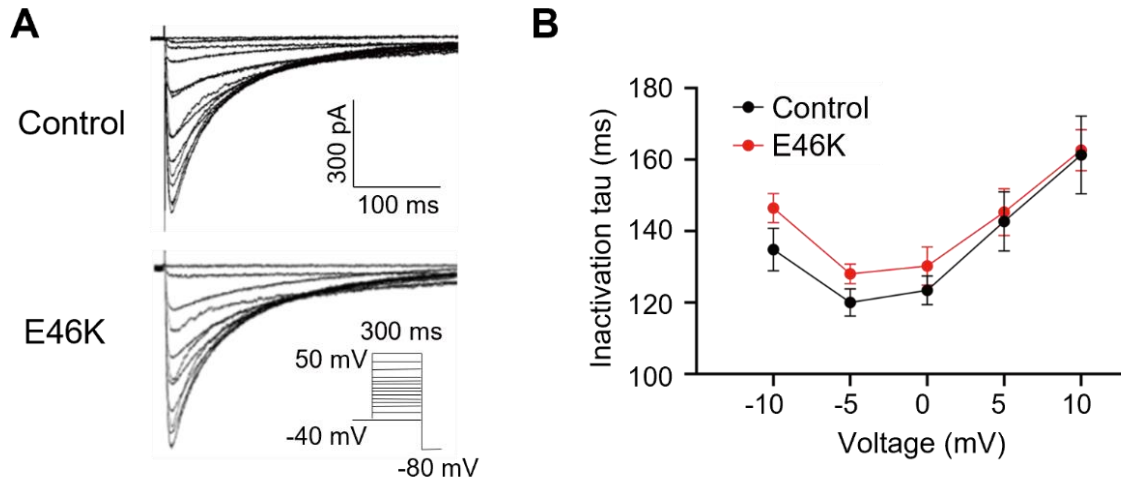 A
Control
300 pA
100 ms
E46K
300 ms
50 mV
-40 mV
-80 mV
B
Inactivation tau (ms)
180
160
140
120
100
Control
E46K
-10 -5 0 5 10
Voltage (mV)